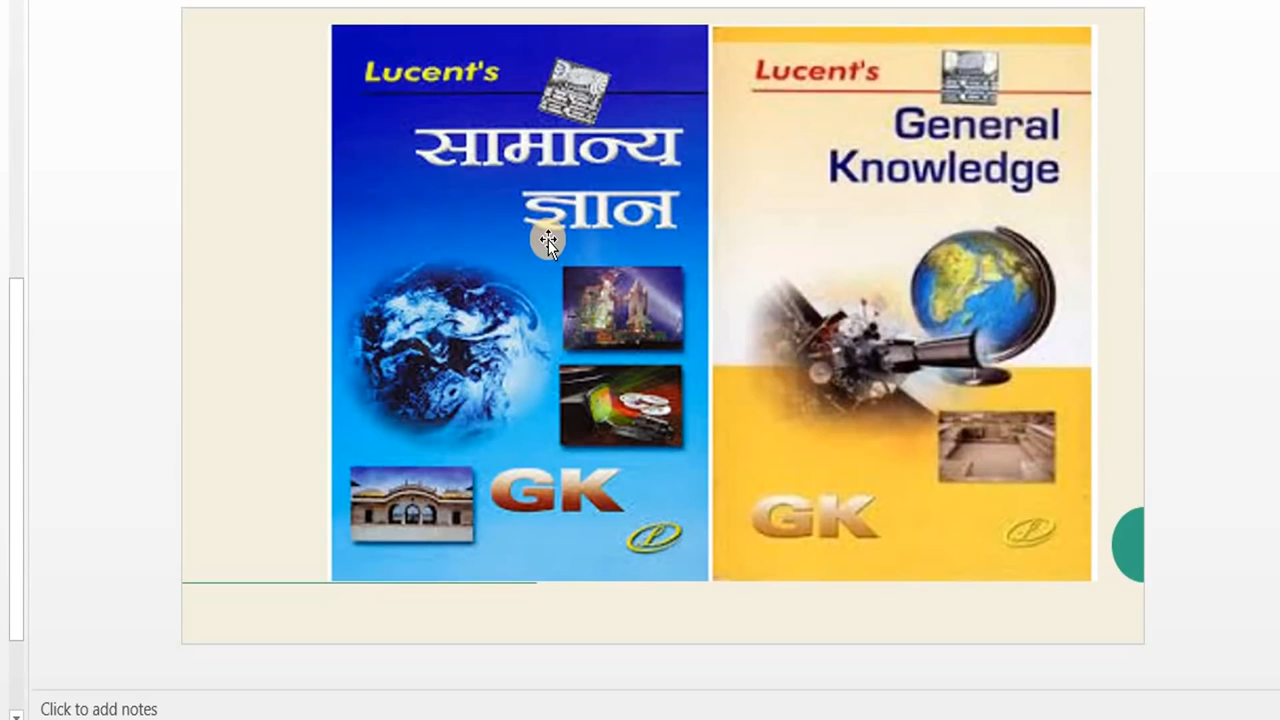 Lucent's
सामान्य
ज्ञान
GK
Lucent's
General
Knowledge
GK
Click to add notes